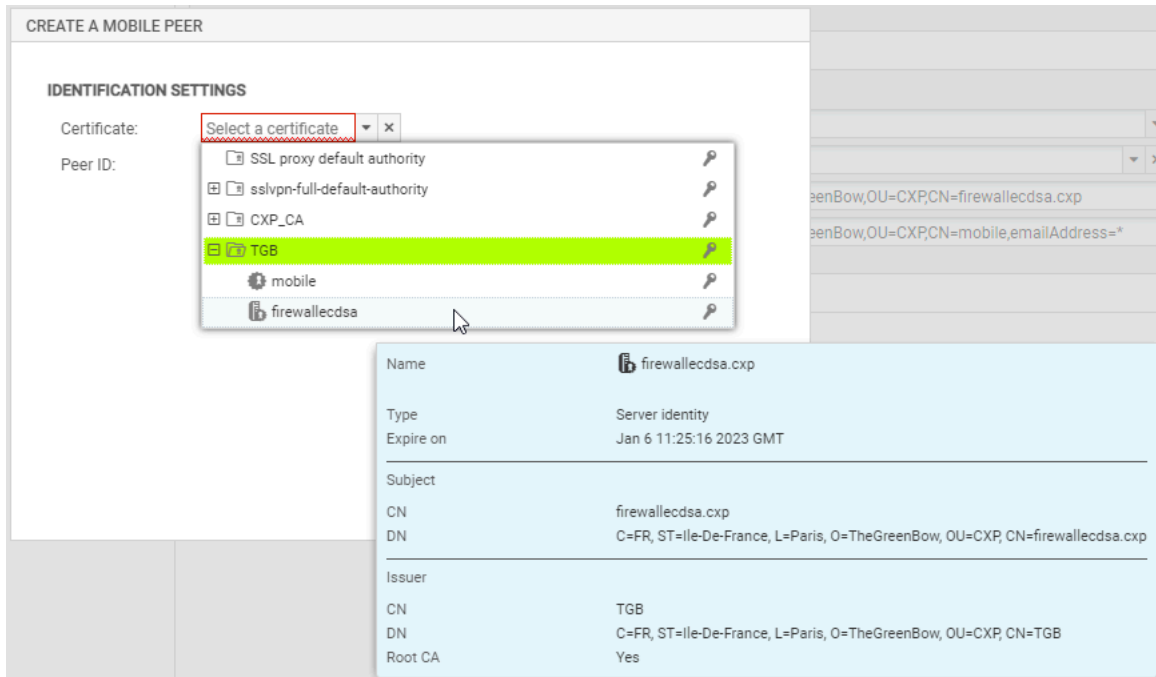 CREATE A MOBILE PEER
IDENTIFICATION SETTINGS
Certificate: Select a certificate
Peer ID:
SSL proxy default authority
sslvpn-full-default-authority
CXP_CA
TGB
mobile
firewallecdsa
eenBow,OU=CXP,CN=firewallecdsa.cxp
eenBow,OU=CXP,CN=mobile,emailAddress=*
Name firewallecdsa.cxp
Type Server identity
Expire on Jan 6 11:25:16 2023 GMT
Subject
CN firewallecdsa.cxp
DN C=FR, ST=Ile-De-France, L=Paris, O=TheGreenBow, OU=CXP, CN=firewallecdsa.cxp
Issuer
CN TGB
DN C=FR, ST=Ile-De-France, L=Paris, O=TheGreenBow, OU=CXP, CN=TGB
Root CA Yes